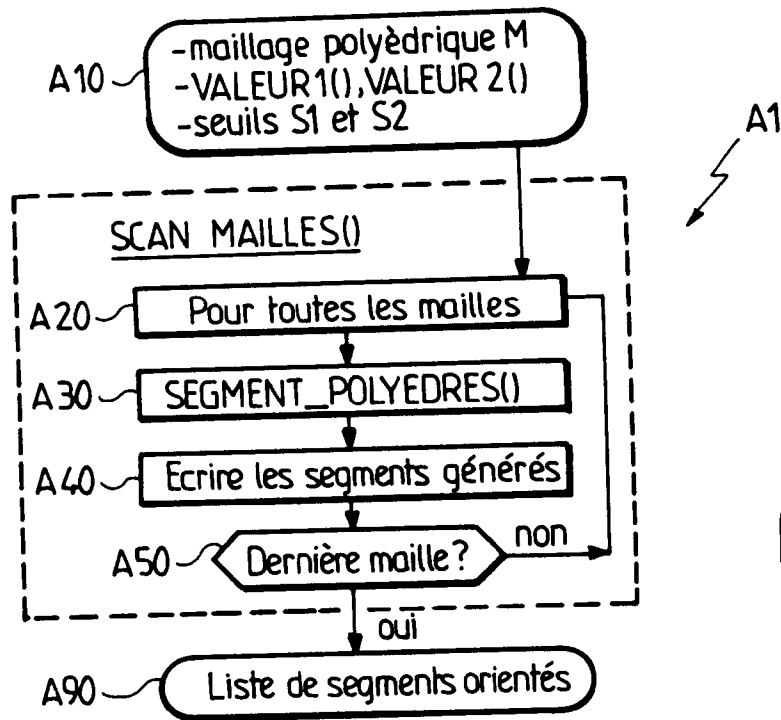 -maillage polyèdrique M
A10
-VALEUR1(), VALEUR 2()
-seuils S1 et S2
A1
SCAN MAILLES()
A20
Pour toutes les mailles
A30
SEGMENT_POLYEDRES()
A40
Ecrire les segments générés
A50
Dernière maille?
non
oui
A90
Liste de segments orientés